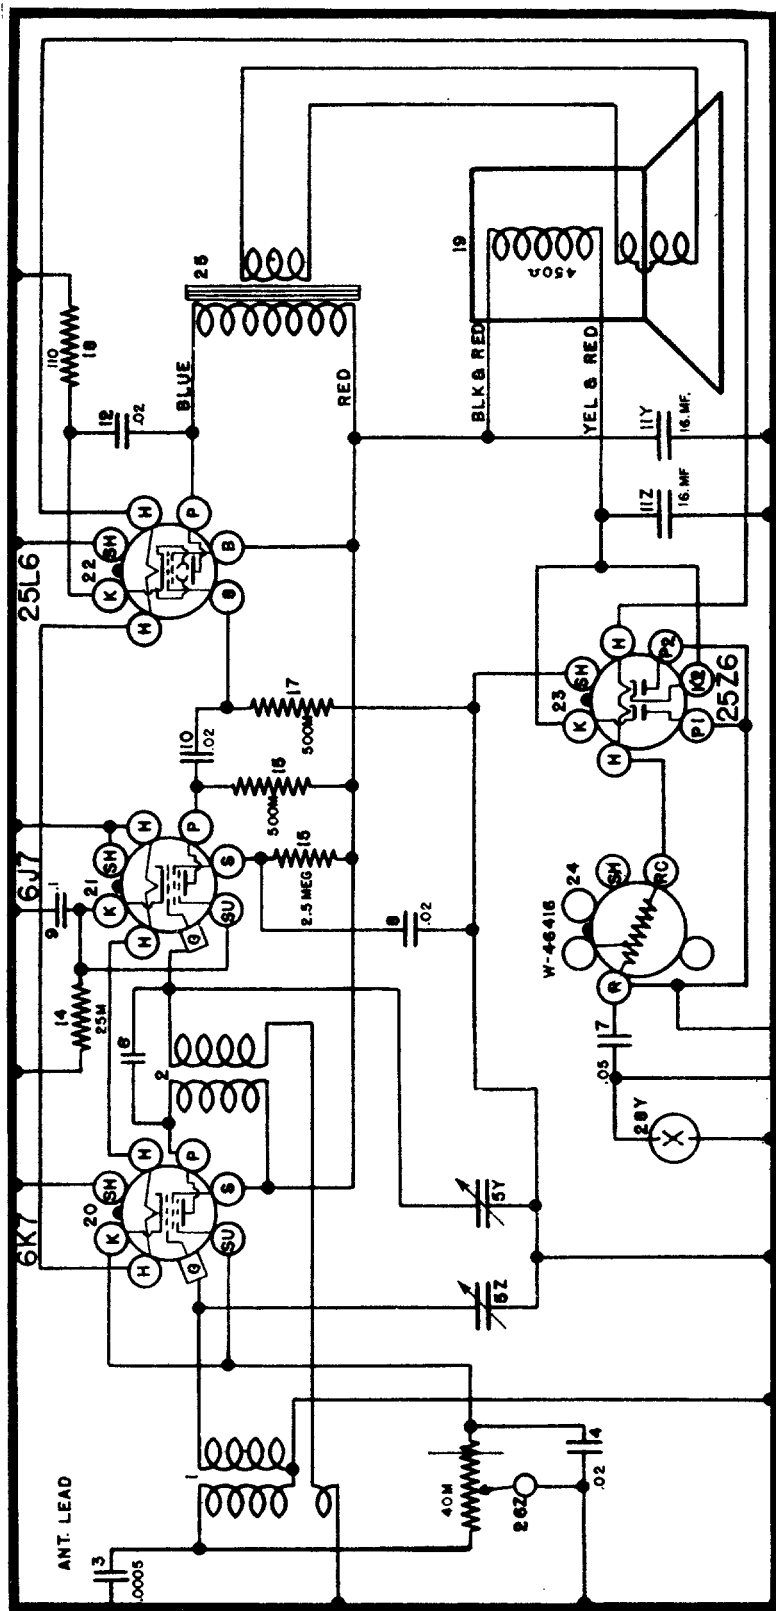 25L6
6J7
6K7
ANT. LEAD
110
18
12
.02
BLUE
25
RED
H
P
SH
B
22
K
S
H
10
.02
17
500M
15
500M
15
2.5 MEG
8
.02
H
P
SH
S
21
K
SU
H
G
.1
9
14
25M
6
2
H
P
SH
S
20
K
SU
H
G
1
3
.0005
19
450Ω
BLK & RED
YEL & RED
11Y
16. MF.
11Z
16. MF
H
P2
SH
K2
23
K
P1
H
25Z6
24
SH
RC
W-46416
R
7
.05
28Y
X
5Y
5Z
40M
26Z
4
.02